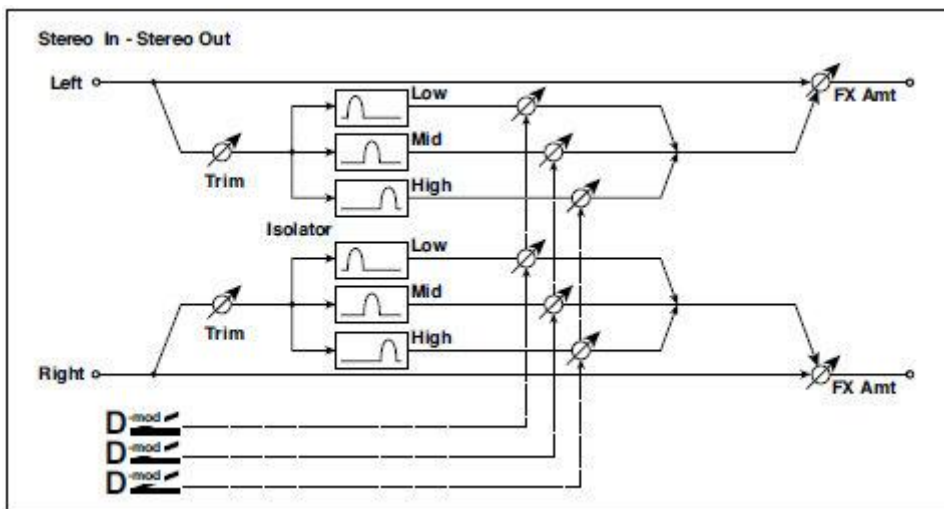 Stereo In - Stereo Out
Left
Low
FX Amt
Mid
Trim
High
Isolator
Low
Mid
Trim
High
Right
FX Amt
D-mod
D-mod
D-mod